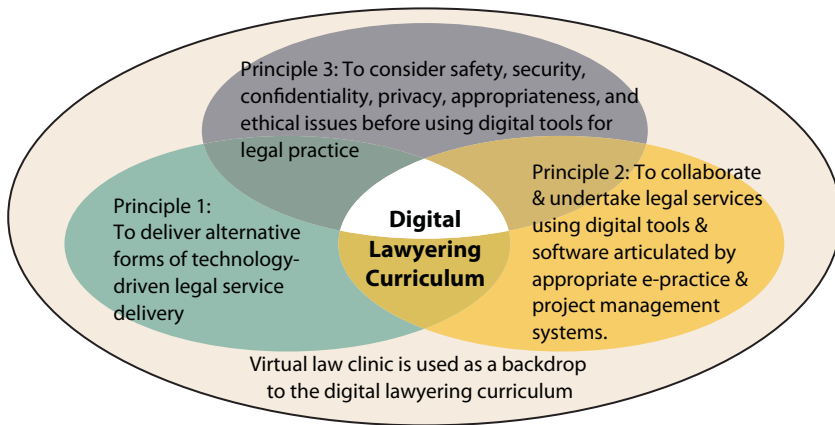 Principle 3: To consider safety, security,
confidentiality, privacy, appropriateness, and
ethical issues before using digital tools for
legal practice
Principle 1:
To deliver alternative
forms of technology-
driven legal service
delivery
Digital
Lawyering
Curriculum
Principle 2: To collaborate
& undertake legal services
using digital tools &
software articulated by
appropriate e-practice &
project management
systems.
Virtual law clinic is used as a backdrop
to the digital lawyering curriculum